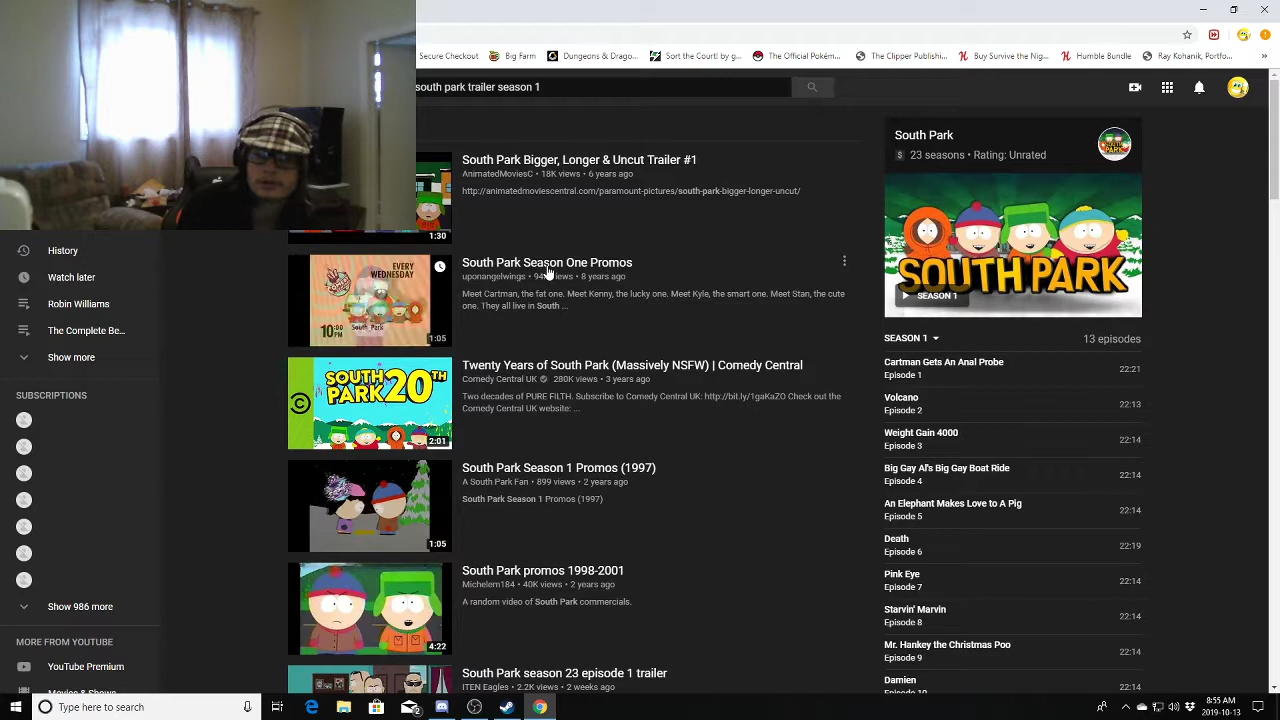 Secure Checkout
Big Farm
Dungeons & Dragon...
Sort the Court! by g...
The Official Pokém...
The Clipper Publishi...
Buy Survive the Nig...
Humble Bundle
Ray Kohanik, Portfo...
south park trailer season 1
South Park Bigger, Longer & Uncut Trailer #1
AnimatedMoviesC • 18K views • 6 years ago
http://animatedmoviescentral.com/paramount-pictures/south-park-bigger-longer-uncut/
1:30
South Park Season One Promos
uponangelwings • views • 8 years ago
Meet Cartman, the fat one. Meet Kenny, the lucky one. Meet Kyle, the smart one. Meet Stan, the cute
one. They all live in South ...
EVERY
WEDNESDAY
10:00
PM
South Park
1:05
Twenty Years of South Park (Massively NSFW) | Comedy Central
Comedy Central UK 280K views • 3 years ago
Two decades of PURE FILTH. Subscribe to Comedy Central UK: http://bit.ly/1gaKaZO Check out the
Comedy Central UK website: ...
SOUTH
PARK 20TH
2:01
South Park Season 1 Promos (1997)
A South Park Fan • 899 views • 2 years ago
South Park Season 1 Promos (1997)
1:05
South Park promos 1998-2001
Michelem184 • 40K views • 2 years ago
A random video of South Park commercials.
4:22
South Park season 23 episode 1 trailer
ITEN Eagles • 2.2K views • 2 weeks ago
History
Watch later
Robin Williams
The Complete Be...
Show more
SUBSCRIPTIONS
Show 986 more
MORE FROM YOUTUBE
YouTube Premium
Movies & Shows
South Park
$ 23 seasons • Rating: Unrated
SOUTH PARK
SEASON 1
SEASON 1
13 episodes
Cartman Gets An Anal Probe
Episode 1
22:21
Volcano
Episode 2
22:13
Weight Gain 4000
Episode 3
22:14
Big Gay Al's Big Gay Boat Ride
Episode 4
22:14
An Elephant Makes Love to A Pig
Episode 5
22:14
Death
Episode 6
22:19
Pink Eye
Episode 7
22:14
Starvin' Marvin
Episode 8
22:14
Mr. Hankey the Christmas Poo
Episode 9
22:14
Damien
Episode 10
22:14
Type here to search
2
8:55 AM
2019-10-13